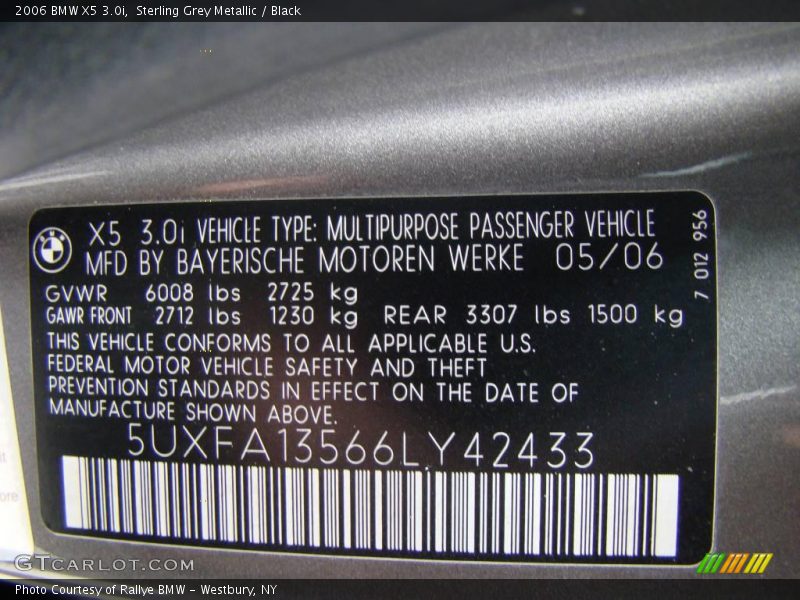 2006 BMW X5 3.0i,  Sterling Grey Metallic / Black
X5 3.0i VEHICLE TYPE: MULTIPURPOSE PASSENGER VEHICLE
MFD BY BAYERISCHE MOTOREN WERKE 05/06
7 012 956
GVWR 6008 lbs 2725 kg
GAWR FRONT 2712 lbs 1230 kg REAR 3307 lbs 1500 kg
THIS VEHICLE CONFORMS TO ALL APPLICABLE U.S.
FEDERAL MOTOR VEHICLE SAFETY AND THEFT
PREVENTION STANDARDS IN EFFECT ON THE DATE OF
MANUFACTURE SHOWN ABOVE.
5UXFA13566LY42433
GTCARLOT.COM
Photo Courtesy of Rallye BMW - Westbury, NY